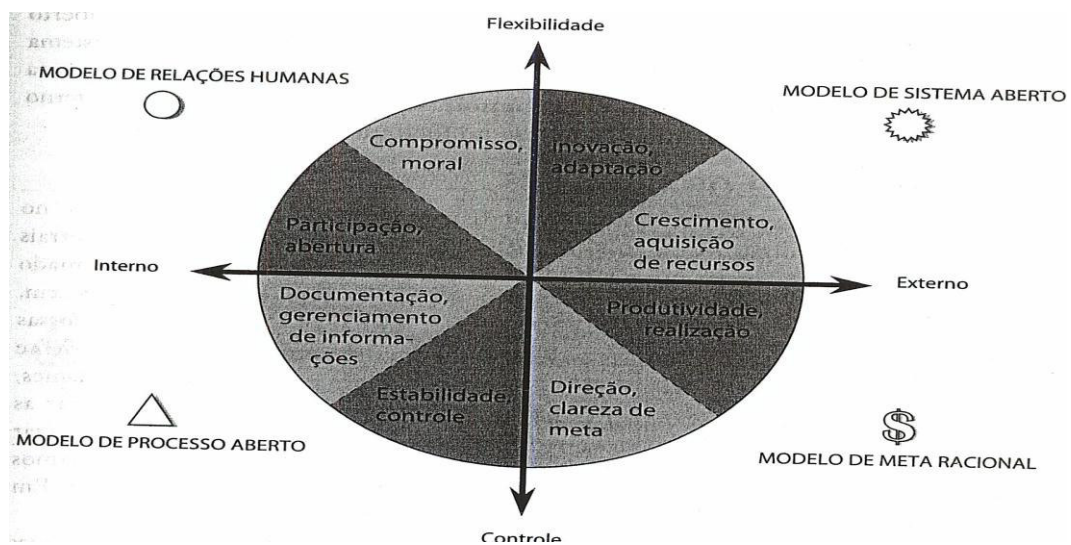 Flexibilidade
MODELO DE RELAÇÕES HUMANAS
MODELO DE SISTEMA ABERTO
Compromisso,
moral
Inovação,
adaptação
Participação,
abertura
Crescimento,
aquisição
de recursos
Interno
Externo
Documentação,
gerenciamento
de informa-
ções
Produtividade,
realização
Estabilidade,
controle
Direção,
clareza de
meta
MODELO DE PROCESSO ABERTO
$
MODELO DE META RACIONAL
Controle